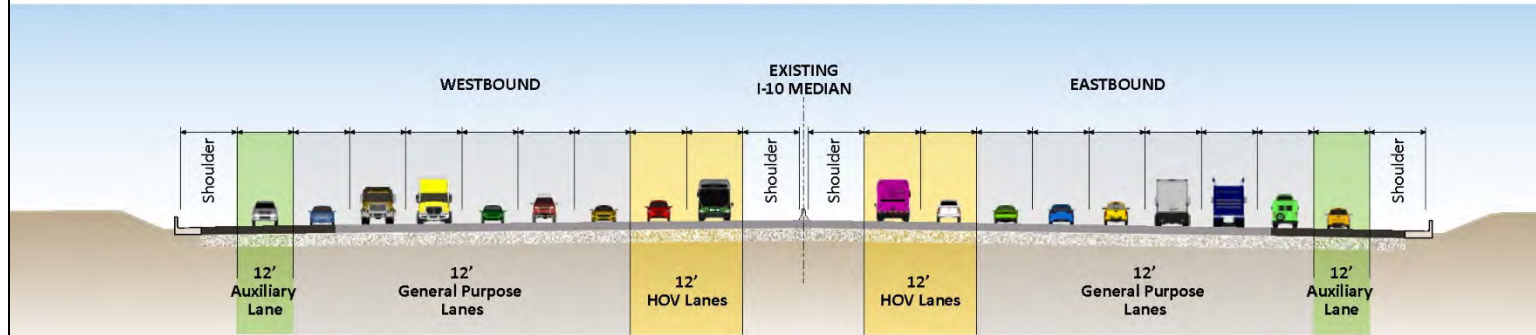 WESTBOUND
EXISTING
I-10 MEDIAN
EASTBOUND
Shoulder
Shoulder
Shoulder
Shoulder
12’
Auxiliary
Lane
12’
General Purpose
Lanes
12’
HOV Lanes
12’
HOV Lanes
12’
General Purpose
Lanes
12’
Auxiliary
Lane